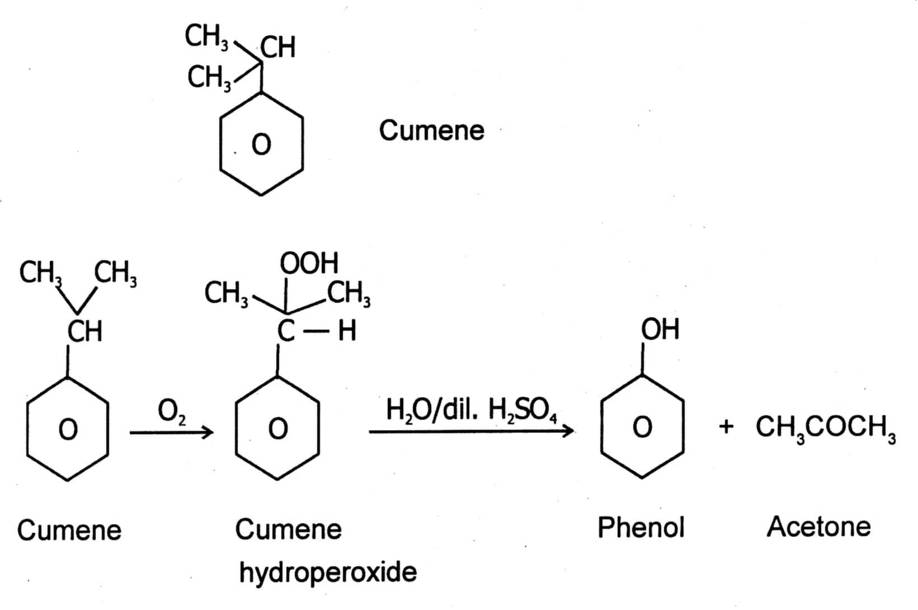 CH₃ CH
CH₃
O Cumene
CH₃ CH₃
CH
O
O₂
OOH
CH₃ CH₃
C — H
O
H₂O/dil. H₂SO₄
OH
O
+ CH₃COCH₃
Cumene
Cumene
hydroperoxide
Phenol
Acetone